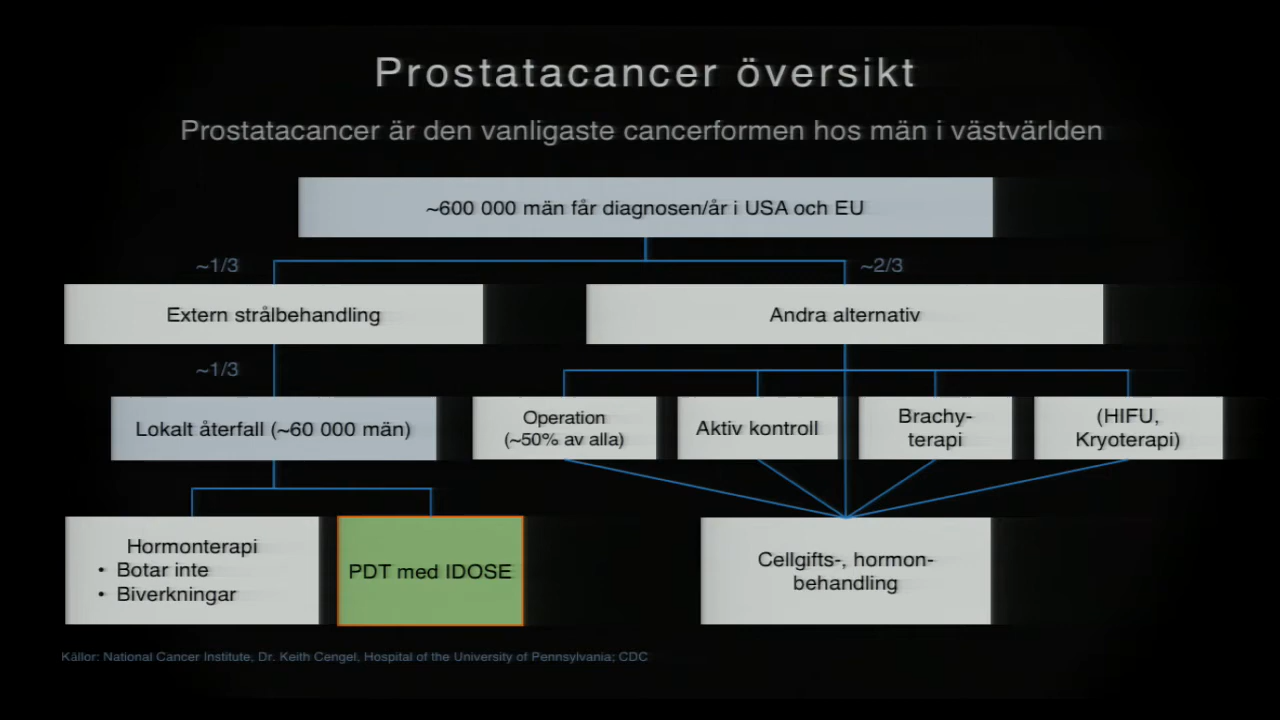 Prostatacancer översikt
Prostatacancer är den vanligaste cancerformen hos män i västvärlden
~600 000 män får diagnosen/år i USA och EU
~1/3
~2/3
Extern strålbehandling
Andra alternativ
~1/3
Lokalt återfall (~60 000 män)
Operation
(~50% av alla)
Aktiv kontroll
Brachy-
terapi
(HIFU,
Kryoterapi)
Hormonterapi
• Botar inte
• Biverkningar
PDT med IDOSE
Cellgifts-, hormon-
behandling
Källor: National Cancer Institute, Dr. Keith Cengel, Hospital of the University of Pennsylvania; CDC